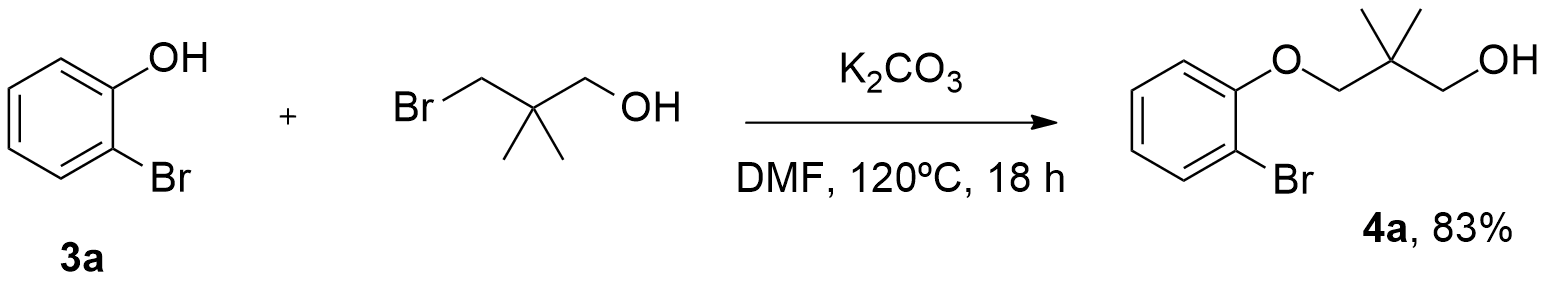 OH
Br
3a
+
Br
OH
K₂CO₃
DMF, 120ºC, 18 h
O
OH
Br
4a, 83%